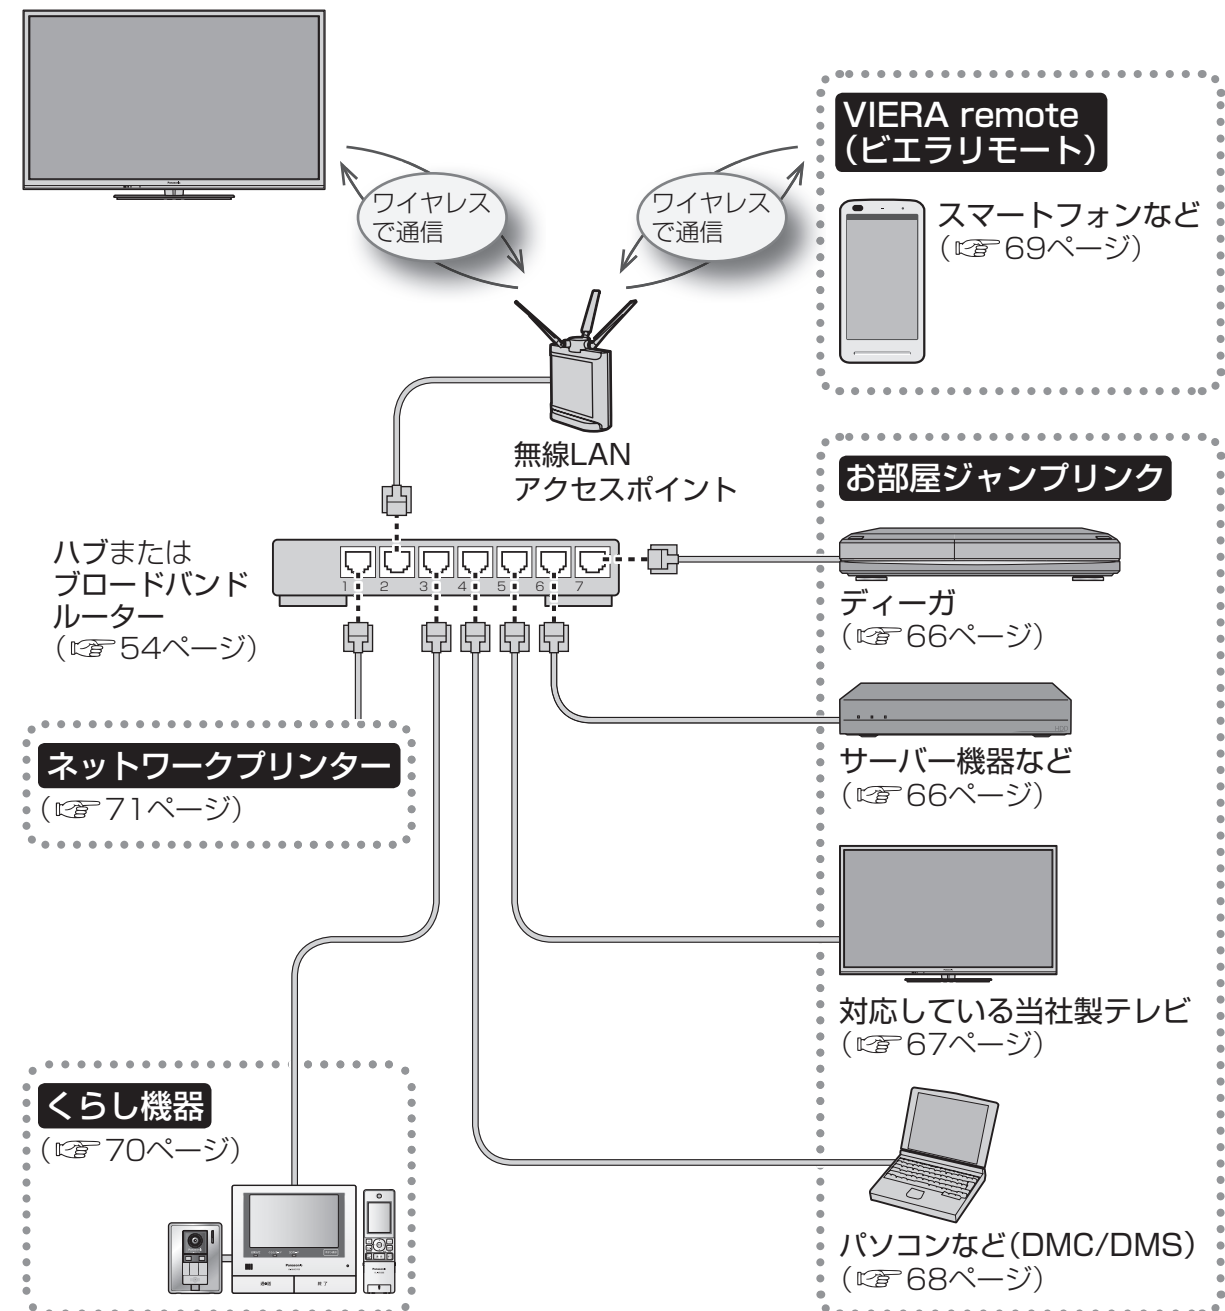 VIERA remote
（ビエラリモート）
ワイヤレス
で通信
ワイヤレス
で通信
スマートフォンなど
（☞69ページ）
無線LAN
アクセスポイント
お部屋ジャンプリンク
ハブまたは
ブロードバンド
ルーター
（☞54ページ）
1 2 3 4 5 6 7
ディーガ
（☞66ページ）
ネットワークプリンター
（☞71ページ）
HDD
サーバー機器など
（☞66ページ）
対応している当社製テレビ
（☞67ページ）
くらし機器
（☞70ページ）
Panasonic
通話
終了
パソコンなど（DMC/DMS）
（☞68ページ）